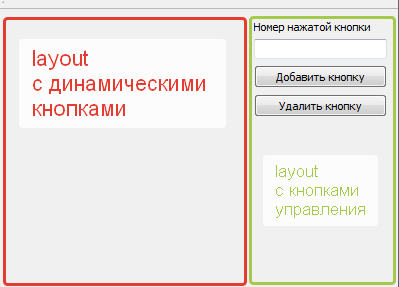 layout
с динамическими
кнопками
Номер нажатой кнопки
Добавить кнопку
Удалить кнопку
layout
с кнопками
управления